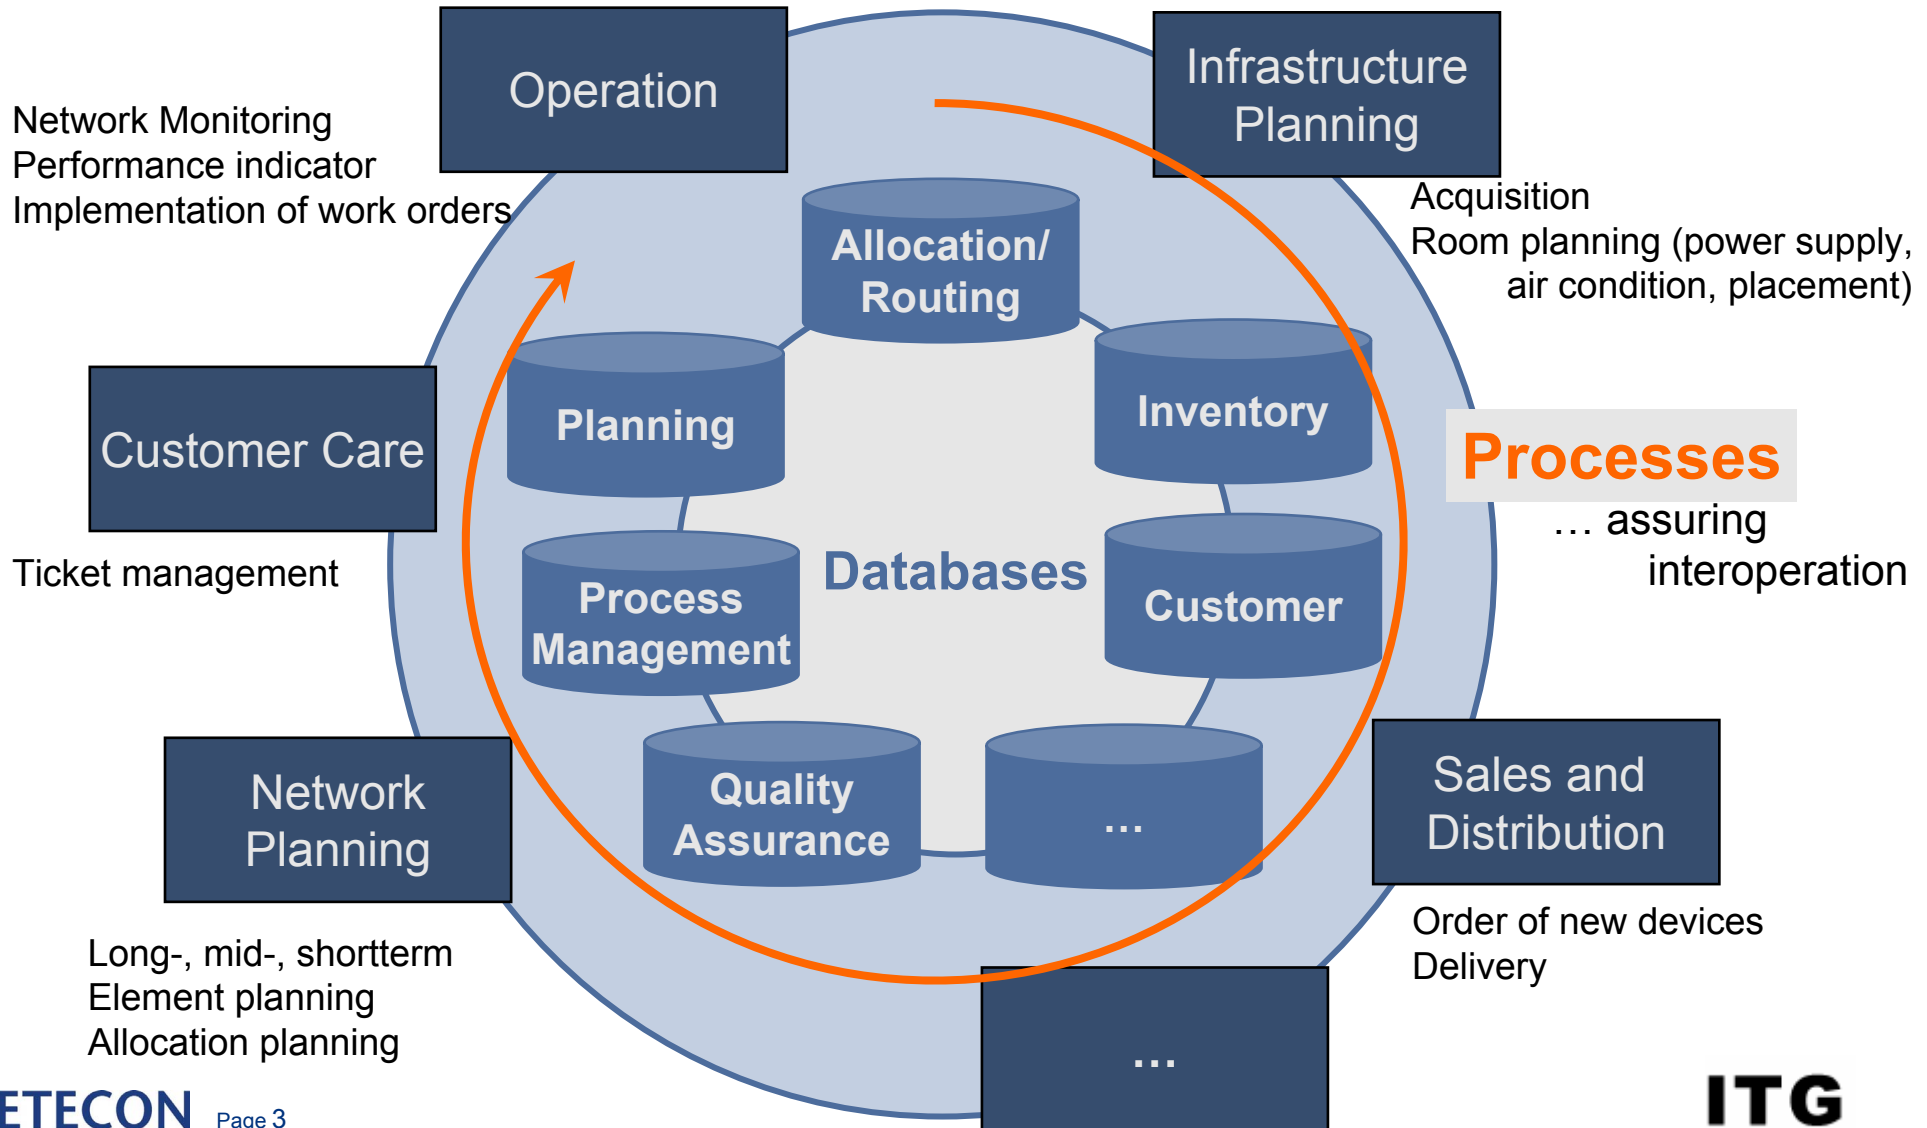 Operation
Infrastructure
Planning
Network Monitoring
Performance indicator
Implementation of work orders
Acquisition
Room planning (power supply,
air condition, placement)
Allocation/
Routing
Planning
Inventory
Customer Care
Processes
… assuring
interoperation
Ticket management
Databases
Process
Management
Customer
Network
Planning
Quality
Assurance
…
Sales and
Distribution
Long-, mid-, shortterm
Element planning
Allocation planning
Order of new devices
Delivery
…
ETECON Page 3
ITG